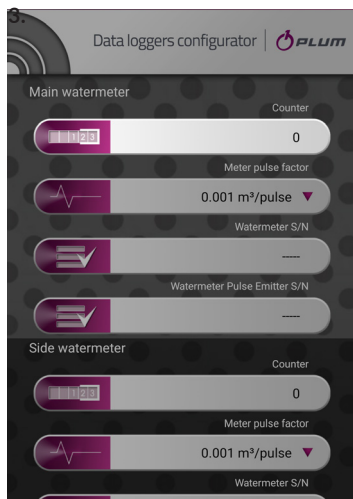 3.
Data loggers configurator PLUM
Main watermeter
Counter
123 0
Meter pulse factor
0.001 m³/pulse
Watermeter S/N
-----
Watermeter Pulse Emitter S/N
-----
Side watermeter
Counter
123 0
Meter pulse factor
0.001 m³/pulse
Watermeter S/N